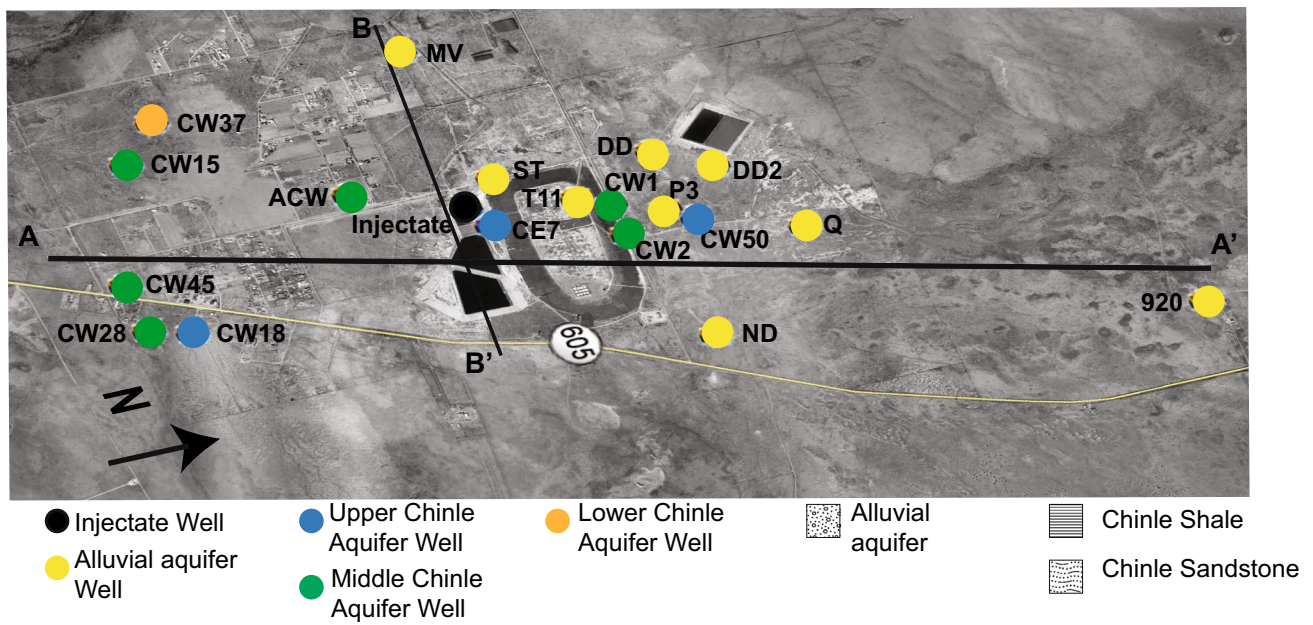 B
MV
CW37
CW15
ST
DD
DD2
CW1
T11
P3
ACW
Injectate
CE7
CW50
CW2
Q
A
A’
CW45
920
CW28
CW18
ND
605
B’
N
Injectate Well
Alluvial aquifer
Well
Upper Chinle
Aquifer Well
Middle Chinle
Aquifer Well
Lower Chinle
Aquifer Well
Alluvial
aquifer
Chinle Shale
Chinle Sandstone